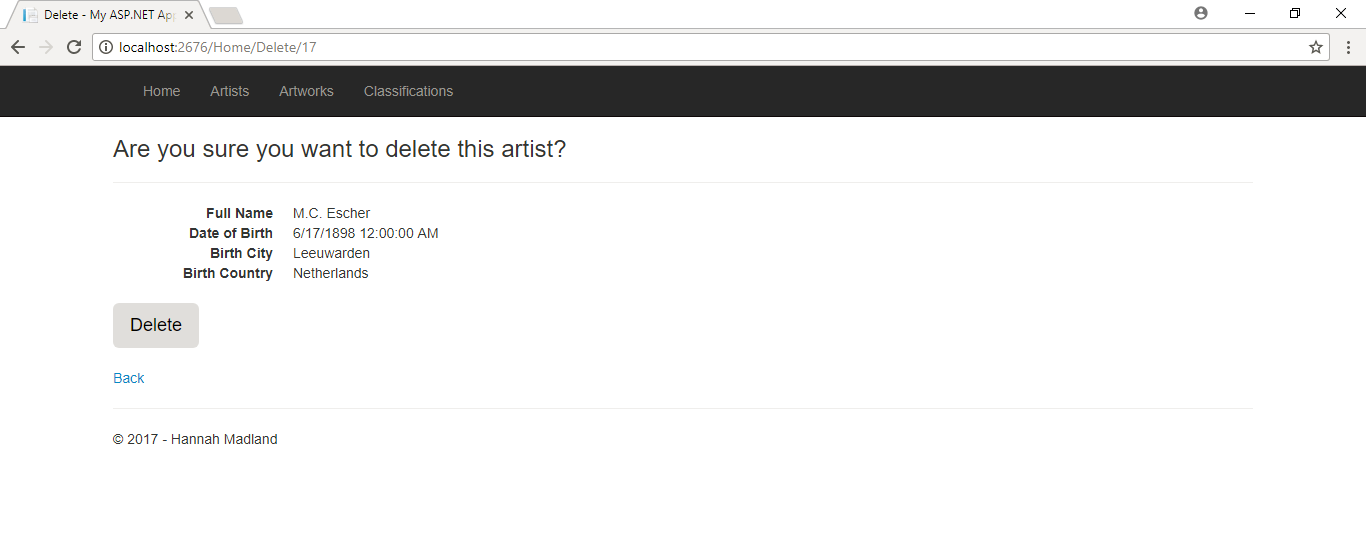 Delete - My ASP.NET Ap
localhost:2676/Home/Delete/17
Home Artists Artworks Classifications
Are you sure you want to delete this artist?
Full Name M.C. Escher
Date of Birth 6/17/1898 12:00:00 AM
Birth City Leeuwarden
Birth Country Netherlands
Delete
Back
© 2017 - Hannah Madland